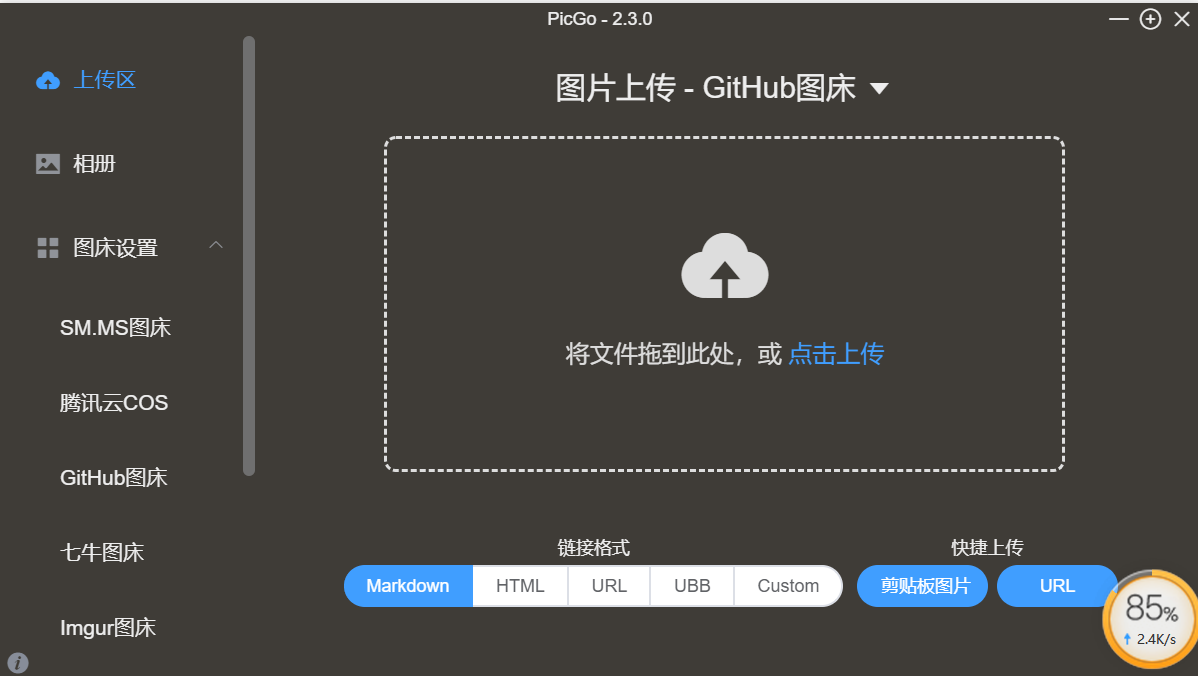 PicGo - 2.3.0
上传区
相册
图床设置
SM.MS图床
腾讯云COS
GitHub图床
七牛图床
Imgur图床
图片上传 - GitHub图床
将文件拖到此处，或 点击上传
链接格式
Markdown HTML URL UBB Custom
快捷上传
剪贴板图片 URL
85%
2.4K/s